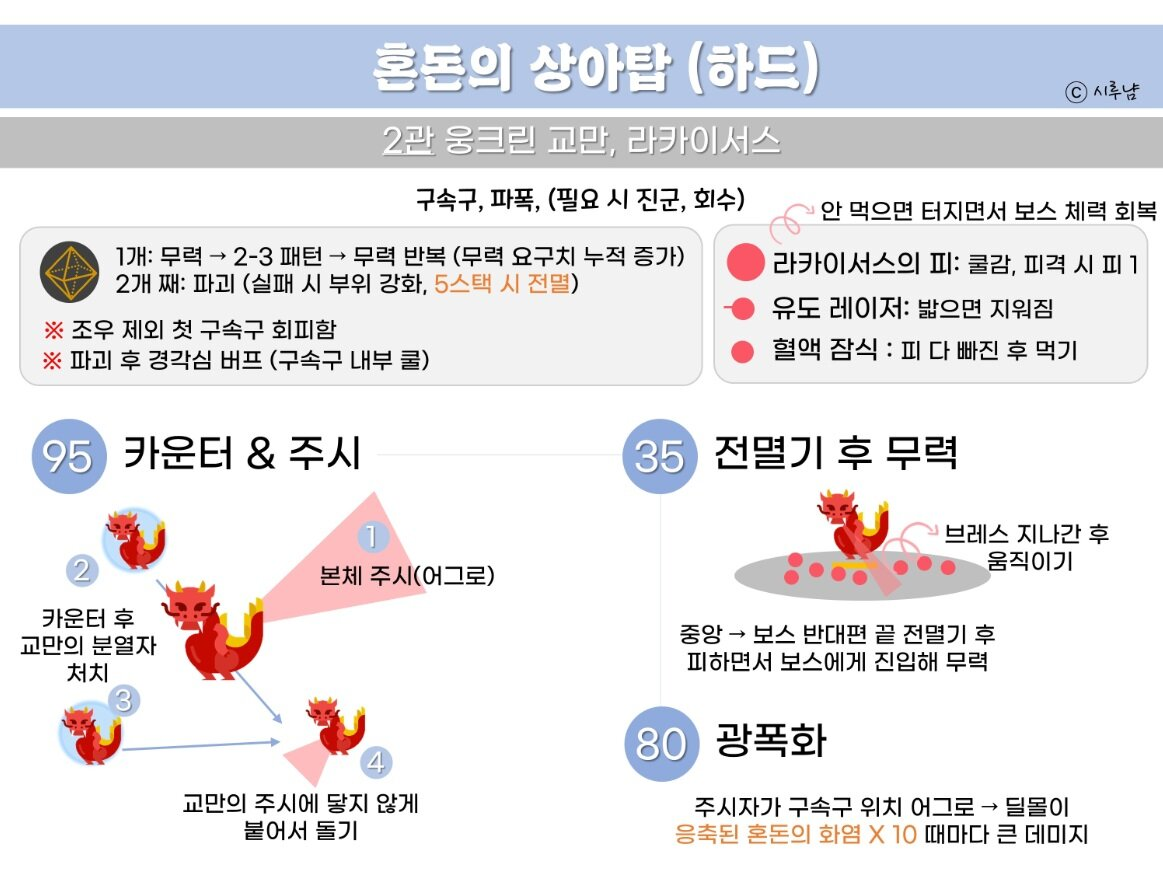 혼돈의 상아탑 (하드)
ⓒ 시루냠
2관 웅크린 교만, 라카이서스
구속구, 파폭, (필요 시 진군, 회수)
안 먹으면 터지면서 보스 체력 회복
1개: 무력 → 2-3 패턴 → 무력 반복 (무력 요구치 누적 증가)
2개 째: 파괴 (실패 시 부위 강화, 5스택 시 전멸)
※ 조우 제외 첫 구속구 회피함
※ 파괴 후 경각심 버프 (구속구 내부 쿨)
라카이서스의 피: 쿨감, 피격 시 피 1
유도 레이저: 밟으면 지워짐
혈액 잠식 : 피 다 빠진 후 먹기
95 카운터 & 주시
1
본체 주시(어그로)
2
카운터 후
교만의 분열자
처치
3
4
교만의 주시에 닿지 않게
붙어서 돌기
35 전멸기 후 무력
브레스 지나간 후
움직이기
중앙 → 보스 반대편 끝 전멸기 후
피하면서 보스에게 진입해 무력
80 광폭화
주시자가 구속구 위치 어그로 → 딜몰이
응축된 혼돈의 화염 X 10 때마다 큰 데미지